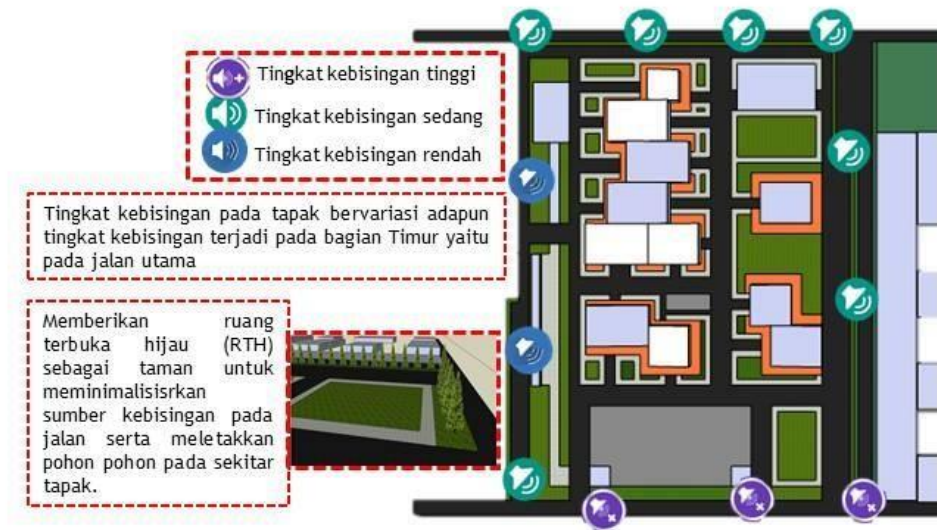 Tingkat kebisingan tinggi
Tingkat kebisingan sedang
Tingkat kebisingan rendah
Tingkat kebisingan pada tapak bervariasi adapun
tingkat kebisingan terjadi pada bagian Timur yaitu
pada jalan utama
Memberikan ruang
terbuka hijau (RTH)
sebagai taman untuk
meminimalisisrkan
sumber kebisingan pada
jalan serta meletakkan
pohon pohon pada sekitar
tapak.